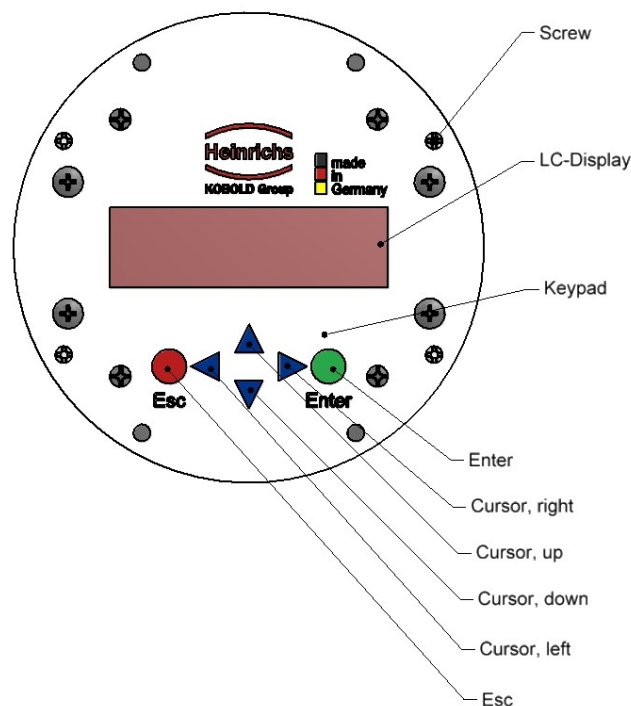 Screw
Heinrichs
KOBOLD Group
made
in
Germany
LC-Display
Keypad
Esc
Enter
Enter
Cursor, right
Cursor, up
Cursor, down
Cursor, left
Esc